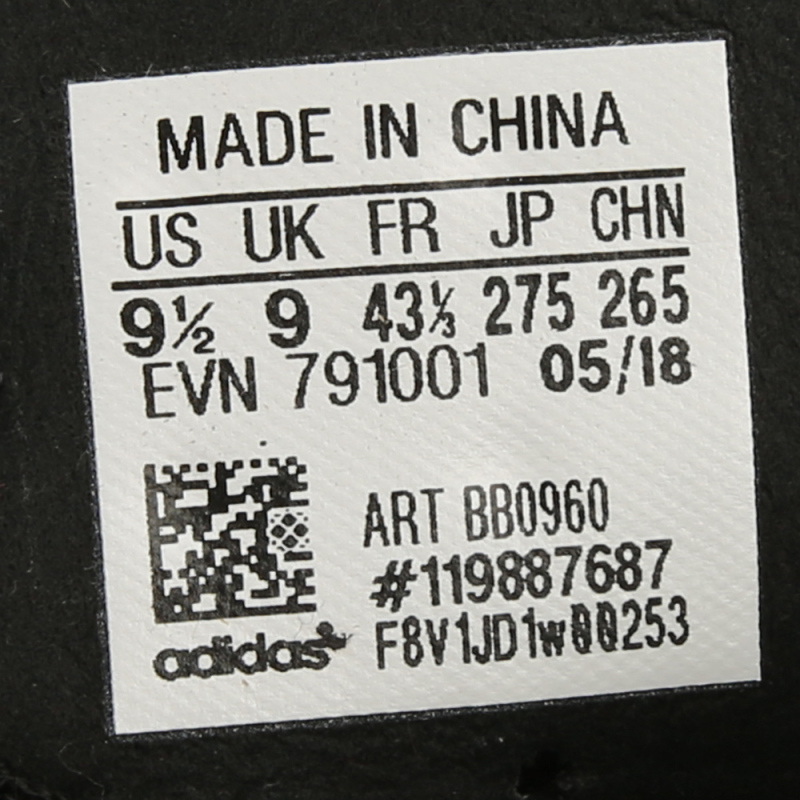 MADE IN CHINA
US UK FR JP CHN
9½ 9 43⅓ 275 265
EVN 791001 05/18
ART BB0960
#119887687
F8V1JD1W00253
adidas